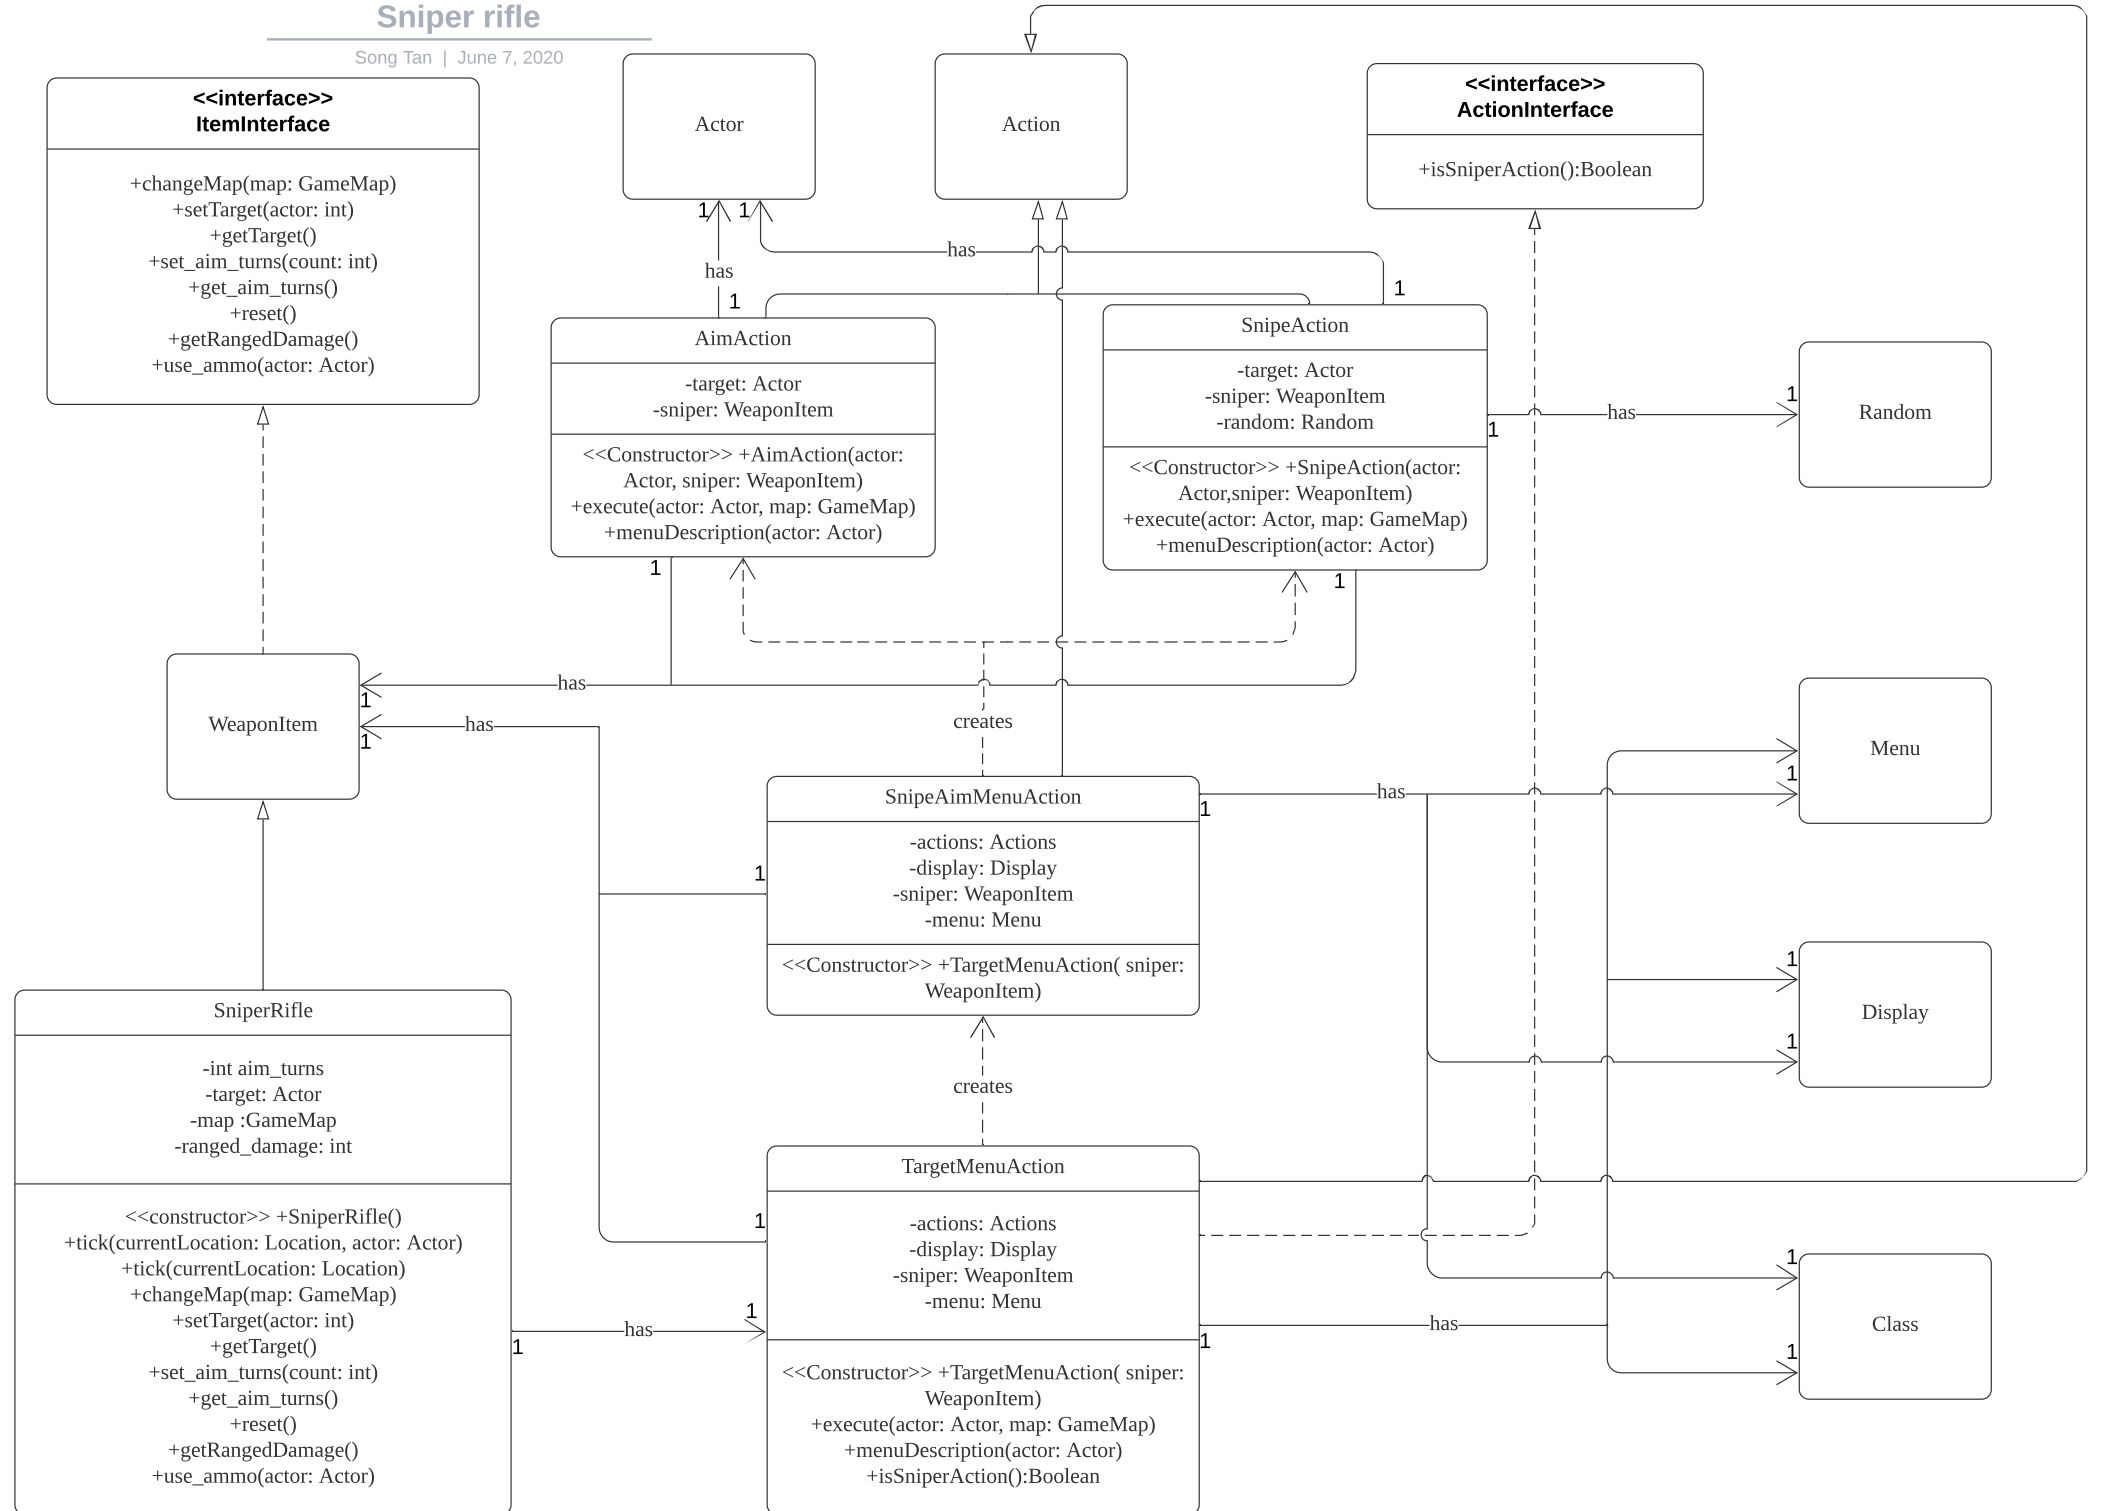 Sniper rifle
Song Tan | June 7, 2020
<<interface>>
ItemInterface
+changeMap(map: GameMap)
+setTarget(actor: int)
+getTarget()
+set_aim_turns(count: int)
+get_aim_turns()
+reset()
+getRangedDamage()
+use_ammo(actor: Actor)
Actor
Action
<<interface>>
ActionInterface
+isSniperAction():Boolean
1
1
has
has
1
1
AimAction
-target: Actor
-sniper: WeaponItem
<<Constructor>> +AimAction(actor:
Actor, sniper: WeaponItem)
+execute(actor: Actor, map: GameMap)
+menuDescription(actor: Actor)
1
SnipeAction
-target: Actor
-sniper: WeaponItem
-random: Random
<<Constructor>> +SnipeAction(actor:
Actor,sniper: WeaponItem)
+execute(actor: Actor, map: GameMap)
+menuDescription(actor: Actor)
1
1
has
1
Random
WeaponItem
has
1
has
1
creates
SnipeAimMenuAction
-actions: Actions
-display: Display
-sniper: WeaponItem
-menu: Menu
<<Constructor>> +TargetMenuAction( sniper:
WeaponItem)
1
1
has
1
Menu
1
1
Display
SniperRifle
-int aim_turns
-target: Actor
-map :GameMap
-ranged_damage: int
<<constructor>> +SniperRifle()
+tick(currentLocation: Location, actor: Actor)
+tick(currentLocation: Location)
+changeMap(map: GameMap)
+setTarget(actor: int)
+getTarget()
+set_aim_turns(count: int)
+get_aim_turns()
+reset()
+getRangedDamage()
+use_ammo(actor: Actor)
1
has
1
creates
1
TargetMenuAction
-actions: Actions
-display: Display
-sniper: WeaponItem
-menu: Menu
<<Constructor>> +TargetMenuAction( sniper:
WeaponItem)
+execute(actor: Actor, map: GameMap)
+menuDescription(actor: Actor)
+isSniperAction():Boolean
1
has
1
1
Class